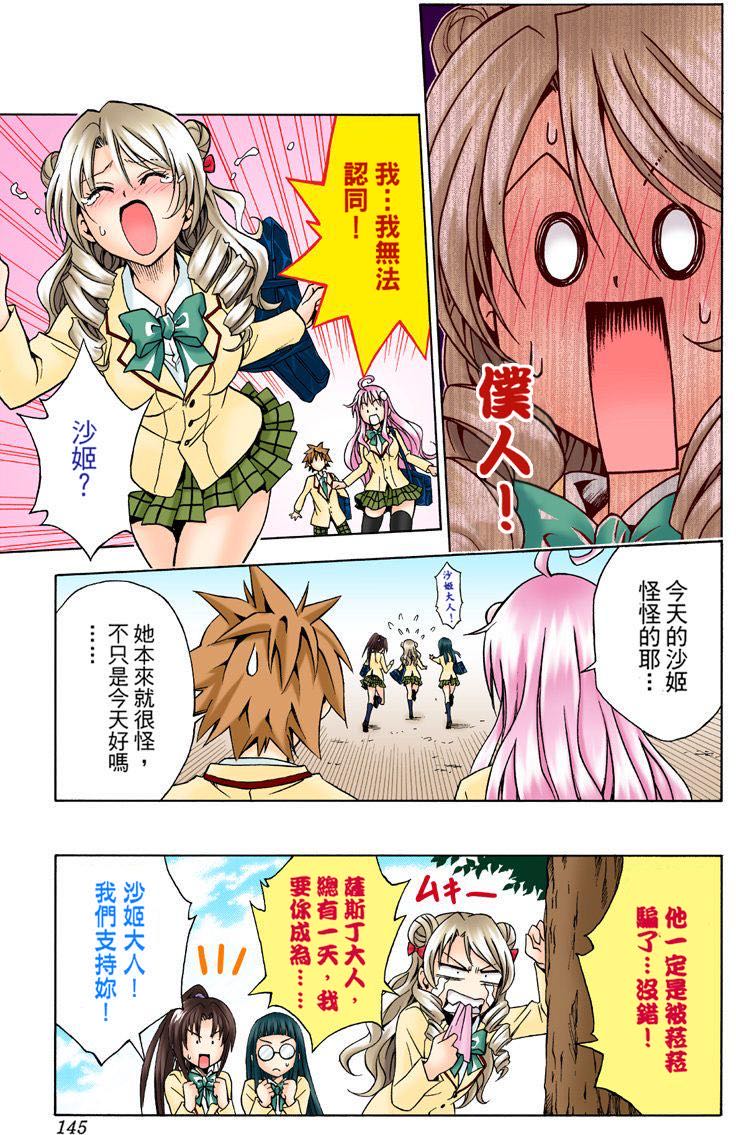 僕人！
我…我無法
認同！
沙姬？
今天的沙姬
怪怪的耶…
沙姬大人！
她本來就很怪，
不只是今天好嗎
……
他一定是被菈菈
騙了…沒錯！
ムキー
薩斯丁大人，
總有一天，我
要你成為……
沙姬大人！
我們支持妳！
145